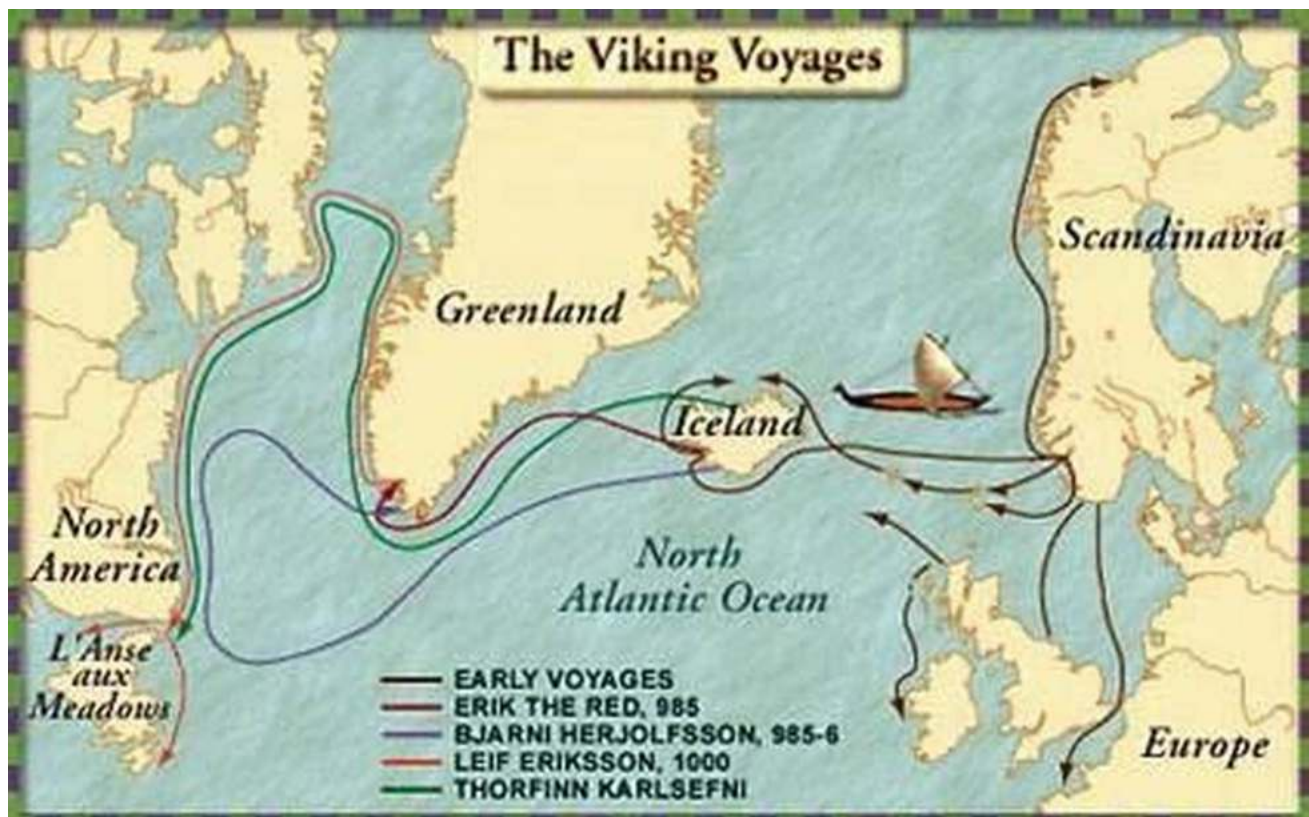 The Viking Voyages
Scandinavia
Greenland
Iceland
North
America
North
Atlantic Ocean
L'Anse
aux
Meadows
EARLY VOYAGES
ERIK THE RED, 985
BJARNI HERJOLFSSON, 985-6
LEIF ERIKSSON, 1000
THORFINN KARLSEFNI
Europe